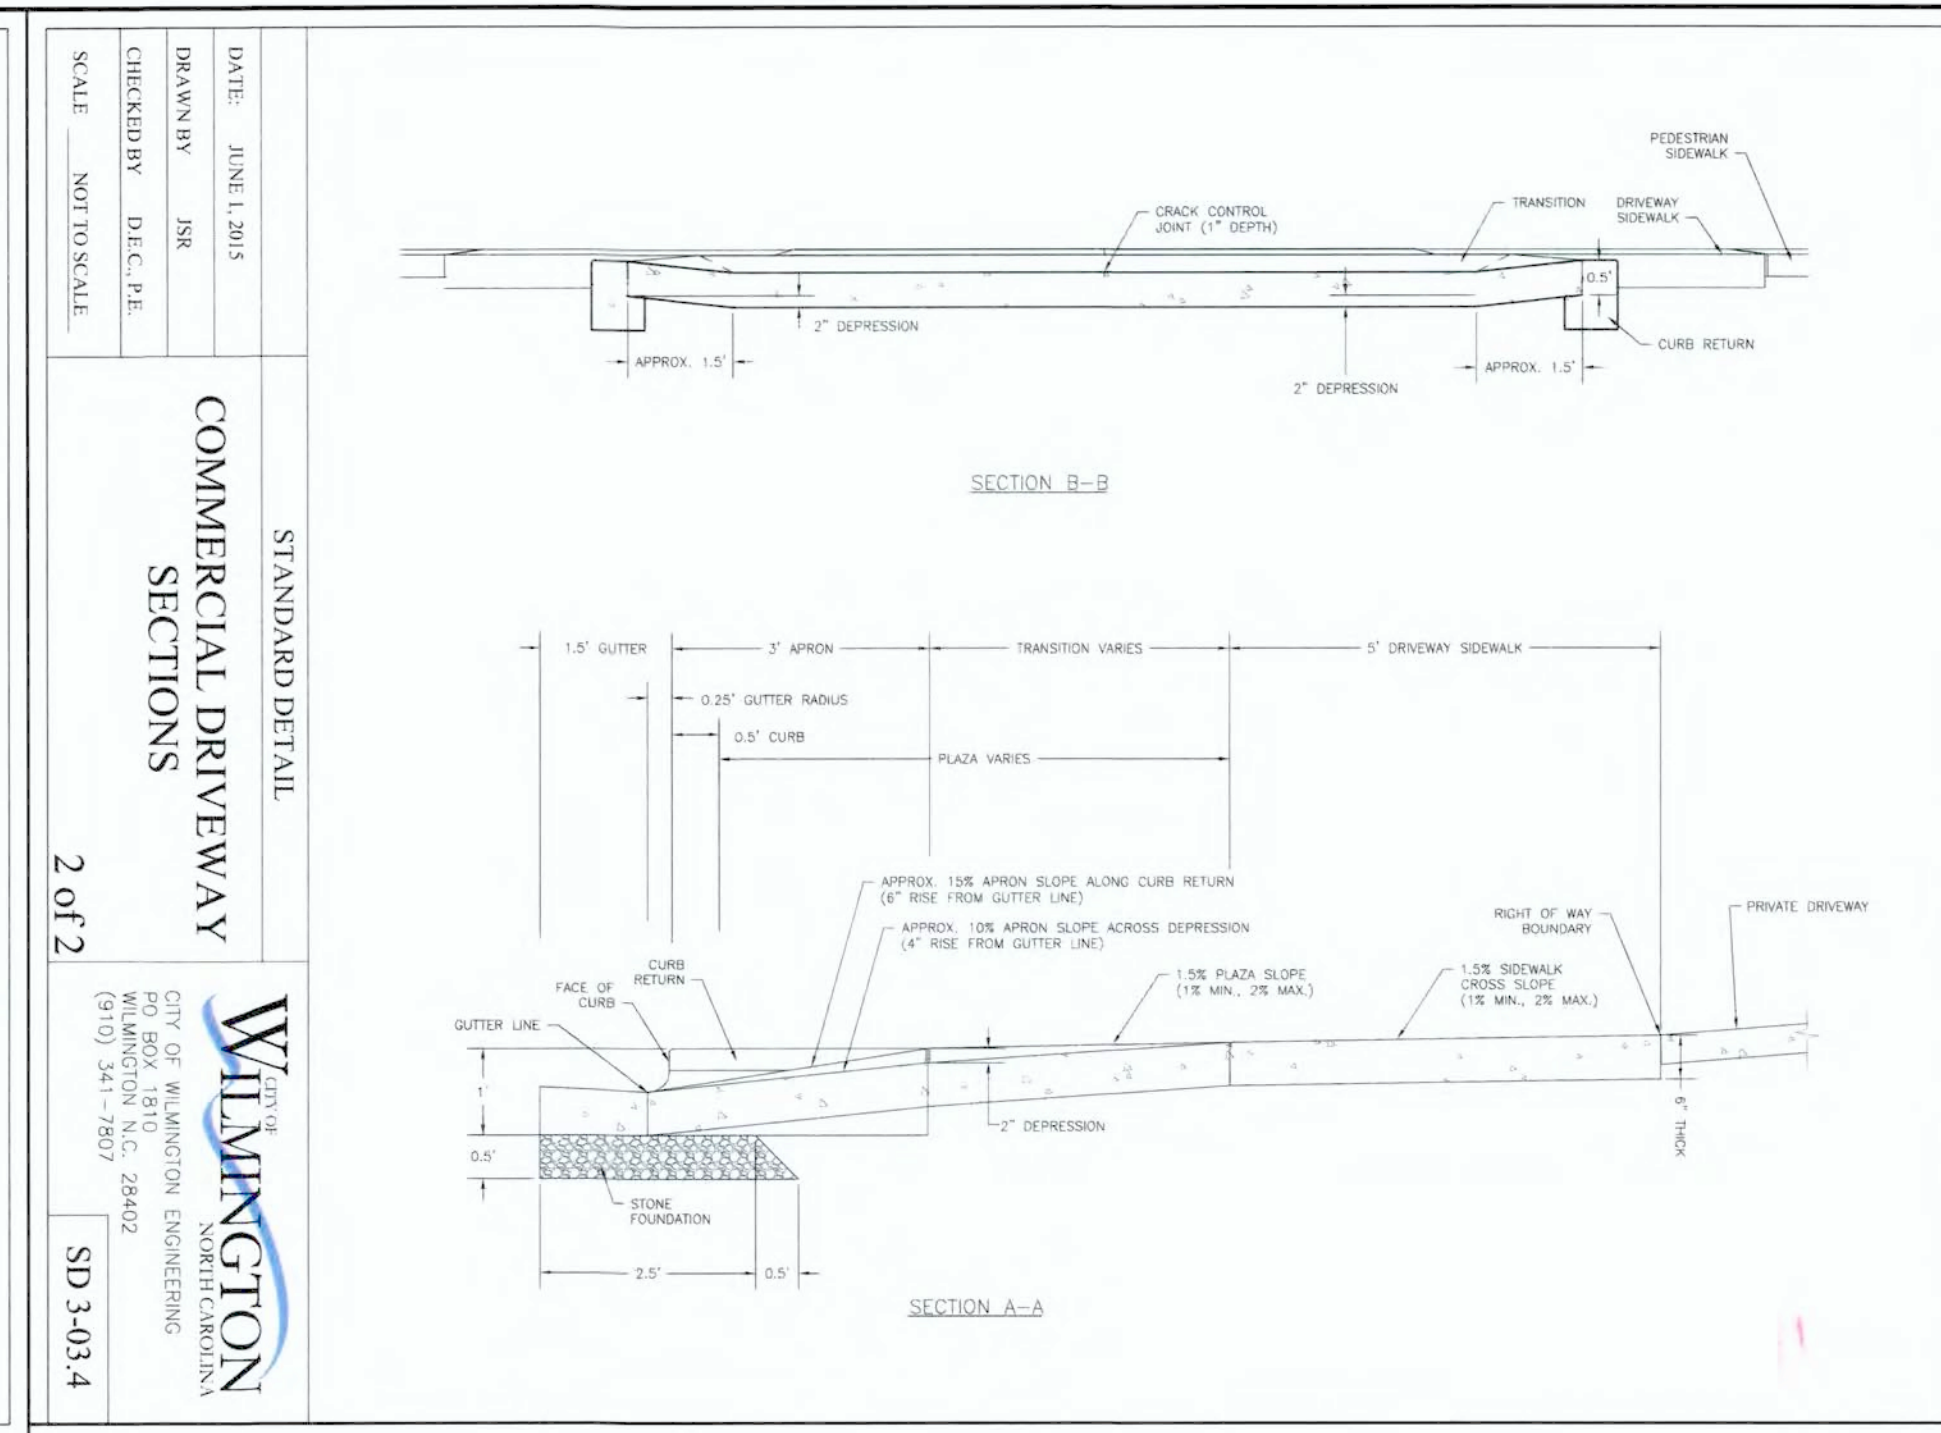 PEDESTRIAN
SIDEWALK
CRACK CONTROL
JOINT (1" DEPTH)
TRANSITION
DRIVEWAY
SIDEWALK
0.5'
2" DEPRESSION
CURB RETURN
APPROX. 1.5'
APPROX. 1.5'
2" DEPRESSION
SECTION B-B
1.5' GUTTER
3' APRON
TRANSITION VARIES
5' DRIVEWAY SIDEWALK
0.25' GUTTER RADIUS
0.5' CURB
PLAZA VARIES
APPROX. 15% APRON SLOPE ALONG CURB RETURN
(6" RISE FROM GUTTER LINE)
APPROX. 10% APRON SLOPE ACROSS DEPRESSION
(4" RISE FROM GUTTER LINE)
RIGHT OF WAY
BOUNDARY
PRIVATE DRIVEWAY
CURB
RETURN
FACE OF
CURB
GUTTER LINE
1.5% PLAZA SLOPE
(1% MIN., 2% MAX.)
1.5% SIDEWALK
CROSS SLOPE
(1% MIN., 2% MAX.)
1'
2" DEPRESSION
6" THICK
0.5'
STONE
FOUNDATION
2.5'
0.5'
SECTION A-A
STANDARD DETAIL
COMMERCIAL DRIVEWAY
SECTIONS
2 of 2
DATE: JUNE 1, 2015
DRAWN BY JSR
CHECKED BY D.E.C., P.E.
SCALE NOT TO SCALE
CITY OF
WILMINGTON
NORTH CAROLINA
CITY OF WILMINGTON ENGINEERING
PO BOX 1810
WILMINGTON N.C. 28402
(910) 341-7807
SD 3-03.4